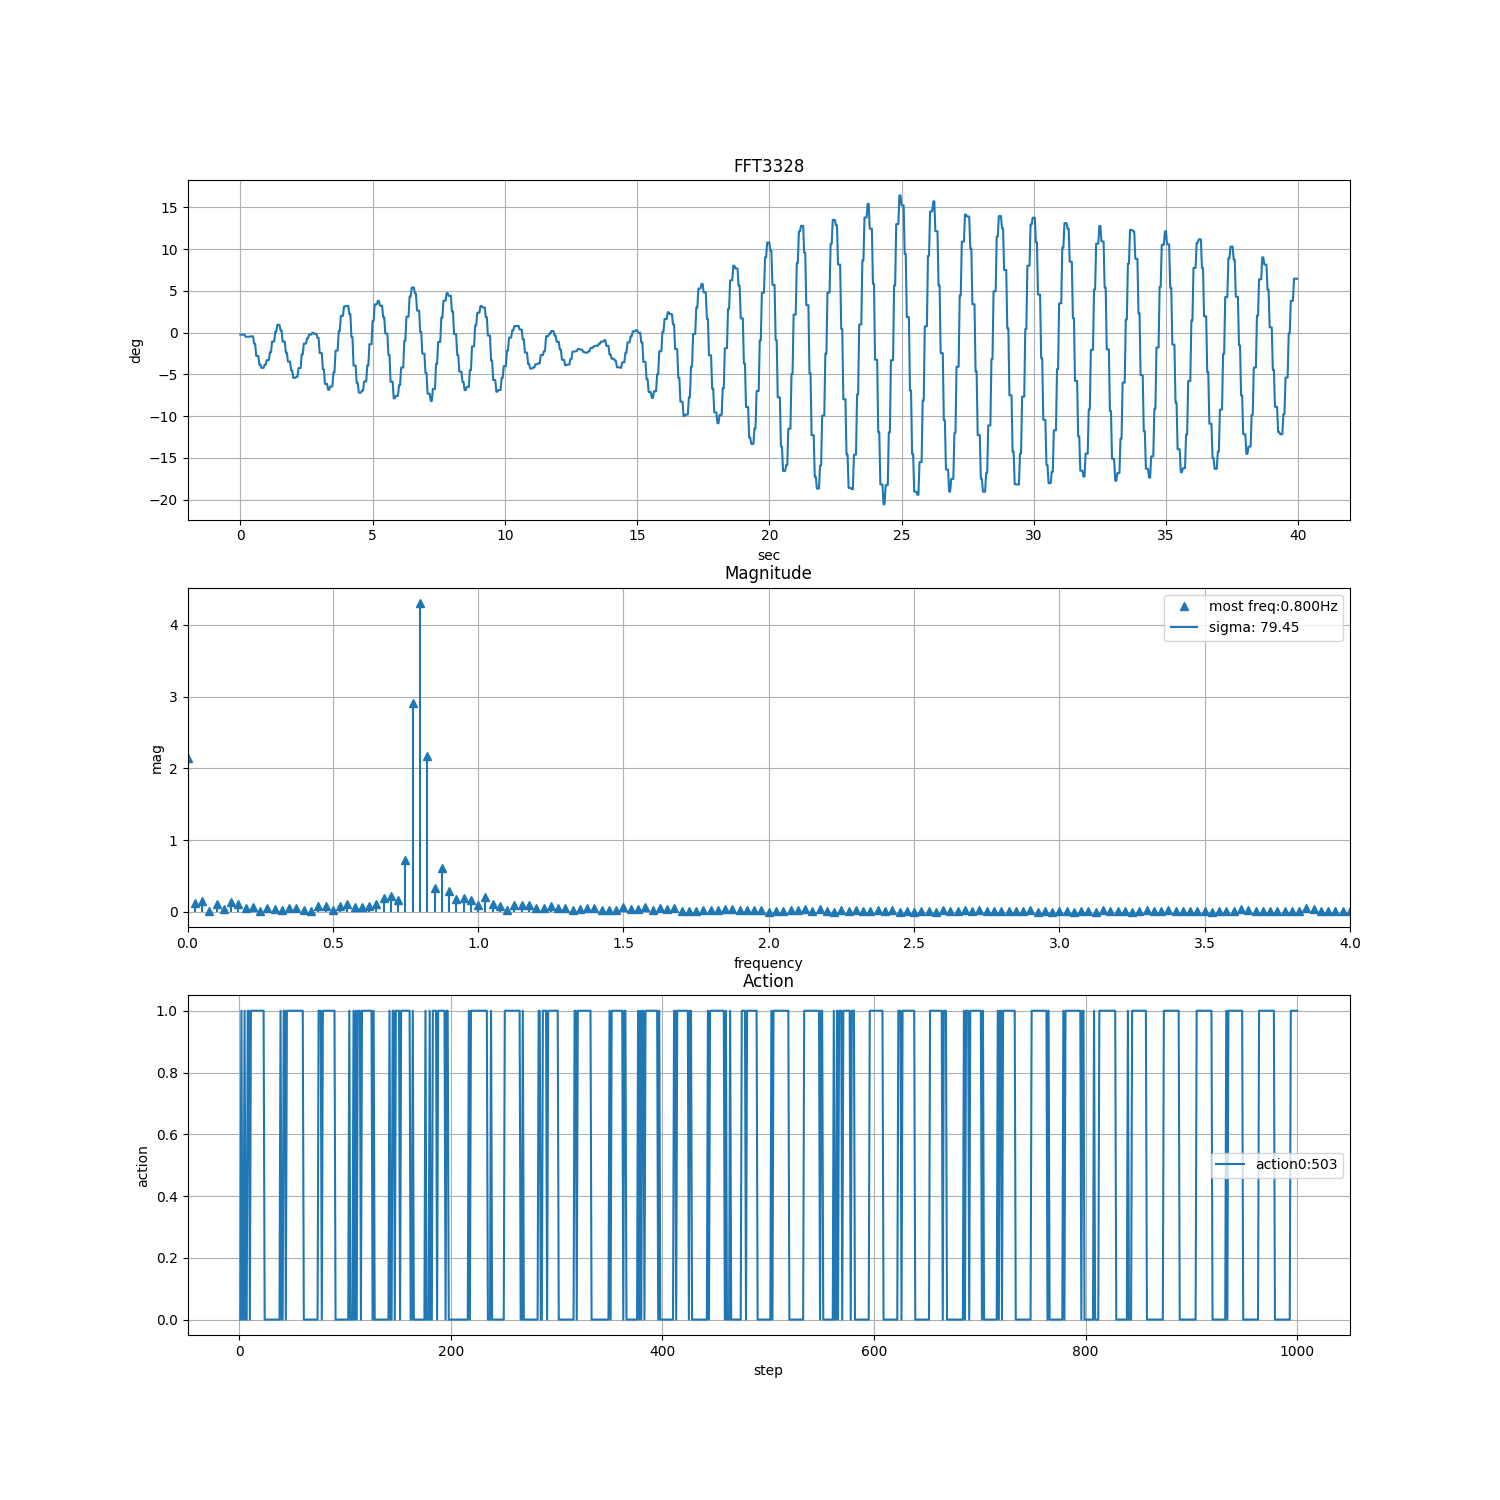 FFT3328
15
10
5
0
−5
−10
−15
−20
deg
0 5 10 15 20 25 30 35 40
sec
Magnitude
most freq:0.800Hz
sigma: 79.45
4
3
2
1
0
mag
0.0 0.5 1.0 1.5 2.0 2.5 3.0 3.5 4.0
frequency
Action
1.0
0.8
0.6
0.4
0.2
0.0
action
action0:503
0 200 400 600 800 1000
step